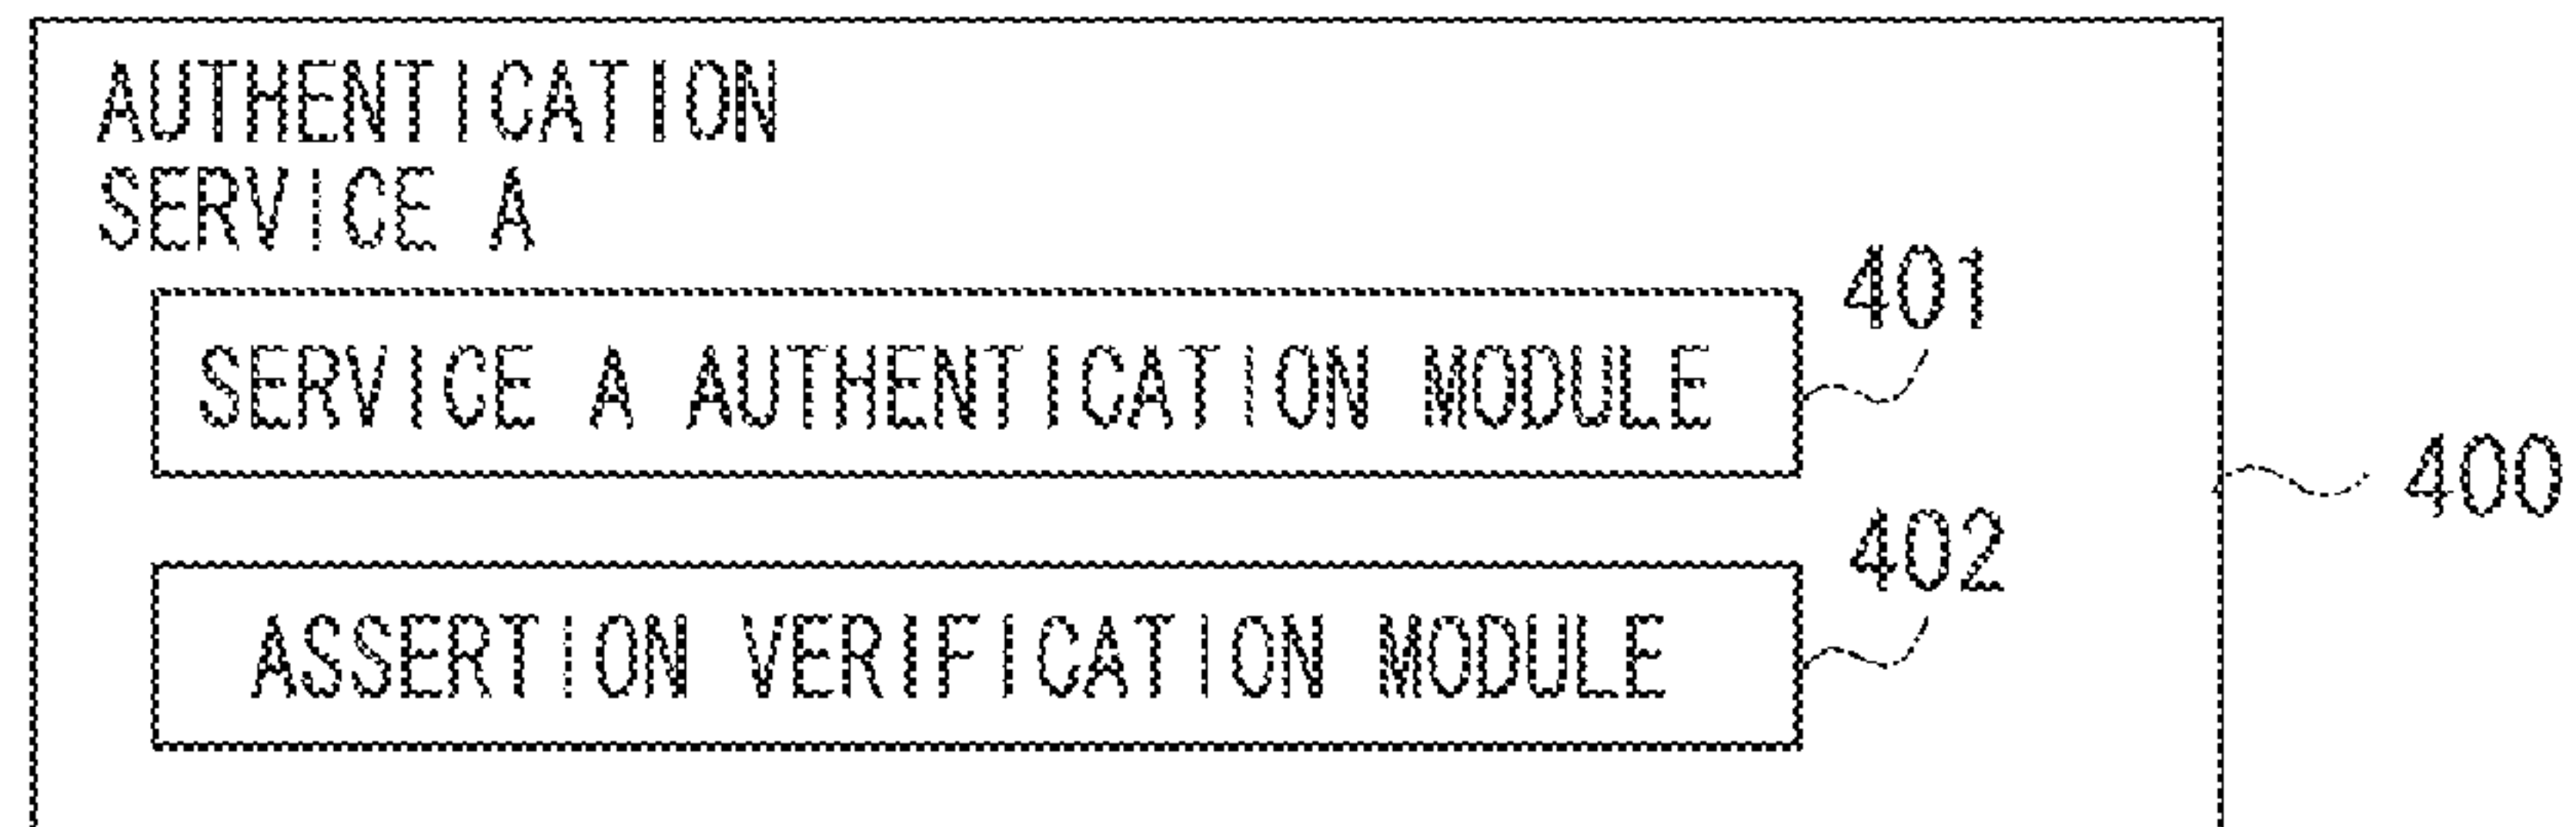 AUTHENTICATION
SERVICE A
401
SERVICE A AUTHENTICATION MODULE
400
402
ASSERTION VERIFICATION MODULE